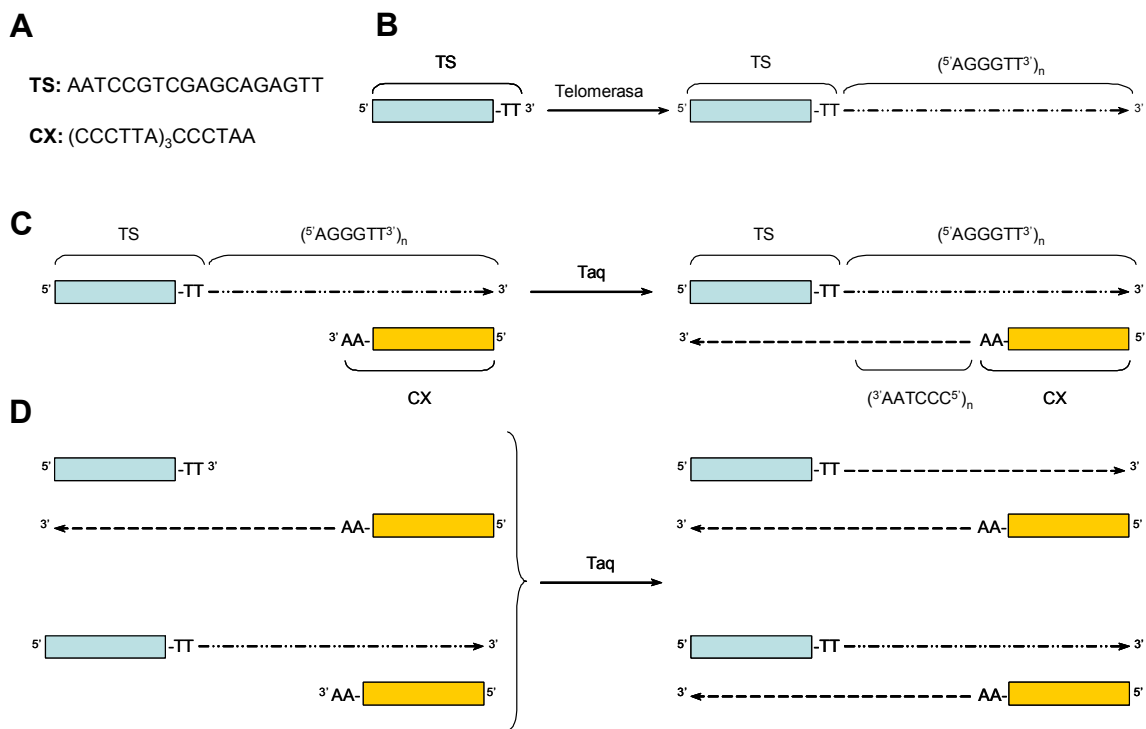 A
TS: AATCCGTCGAGCAGAGTT
CX: (CCCTTA)3CCCTAA
B
TS
5' -TT 3'
Telomerasa
TS (5'AGGGTT3')n
5' -TT 3'
C
TS (5'AGGGTT3')n
5' -TT 3'
3' AA- 5'
CX
Taq
TS (5'AGGGTT3')n
5' -TT 3'
3' AA- 5'
(3'AATCCC5')n CX
D
5' -TT 3'
3' AA- 5'
5' -TT 3'
3' AA- 5'
Taq
5' -TT 3'
3' AA- 5'
5' -TT 3'
3' AA- 5'